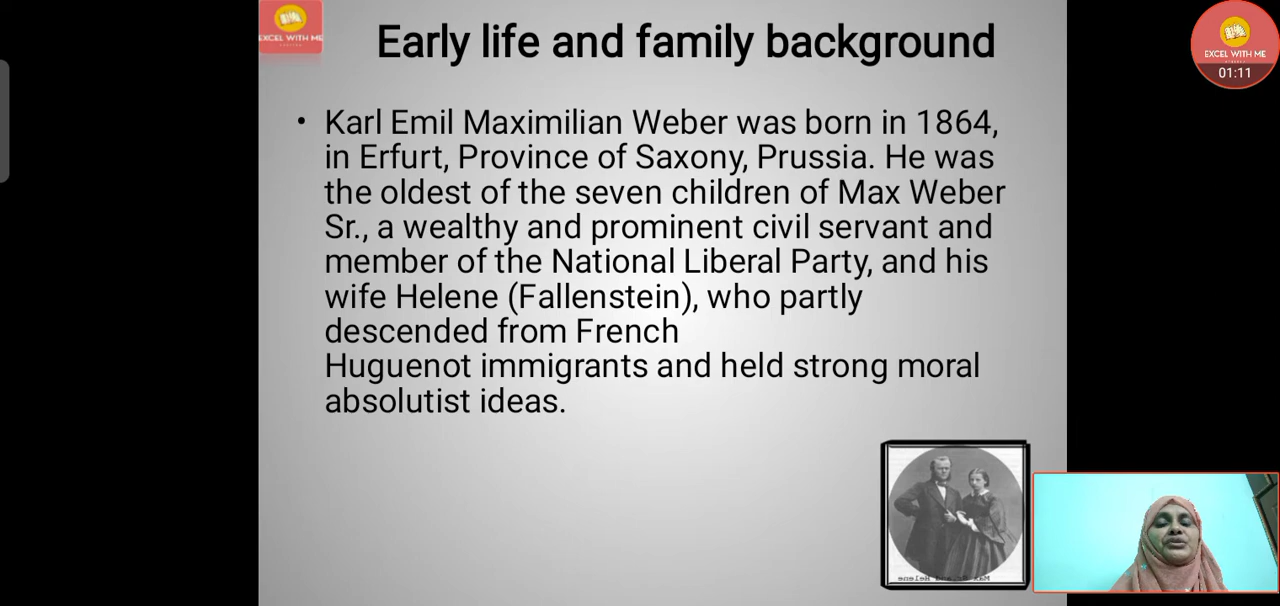 EXCEL WITH ME
Early life and family background
EXCEL WITH ME
01:11
• Karl Emil Maximilian Weber was born in 1864,
in Erfurt, Province of Saxony, Prussia. He was
the oldest of the seven children of Max Weber
Sr., a wealthy and prominent civil servant and
member of the National Liberal Party, and his
wife Helene (Fallenstein), who partly
descended from French
Huguenot immigrants and held strong moral
absolutist ideas.